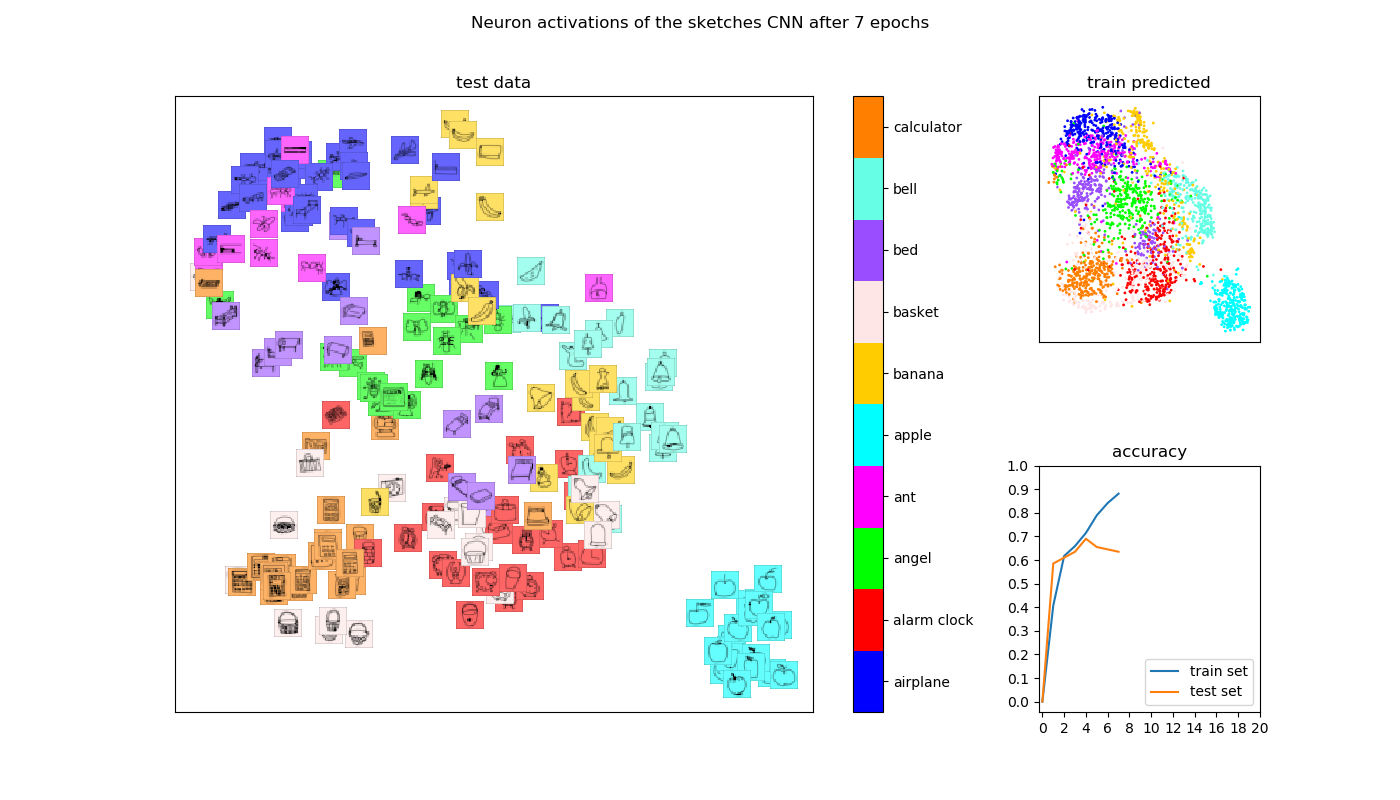 Neuron activations of the sketches CNN after 7 epochs
test data
calculator
bell
bed
basket
banana
apple
ant
angel
alarm clock
airplane
train predicted
accuracy
1.0
0.9
0.8
0.7
0.6
0.5
0.4
0.3
0.2
0.1
0.0
train set
test set
0 2 4 6 8 10 12 14 16 18 20